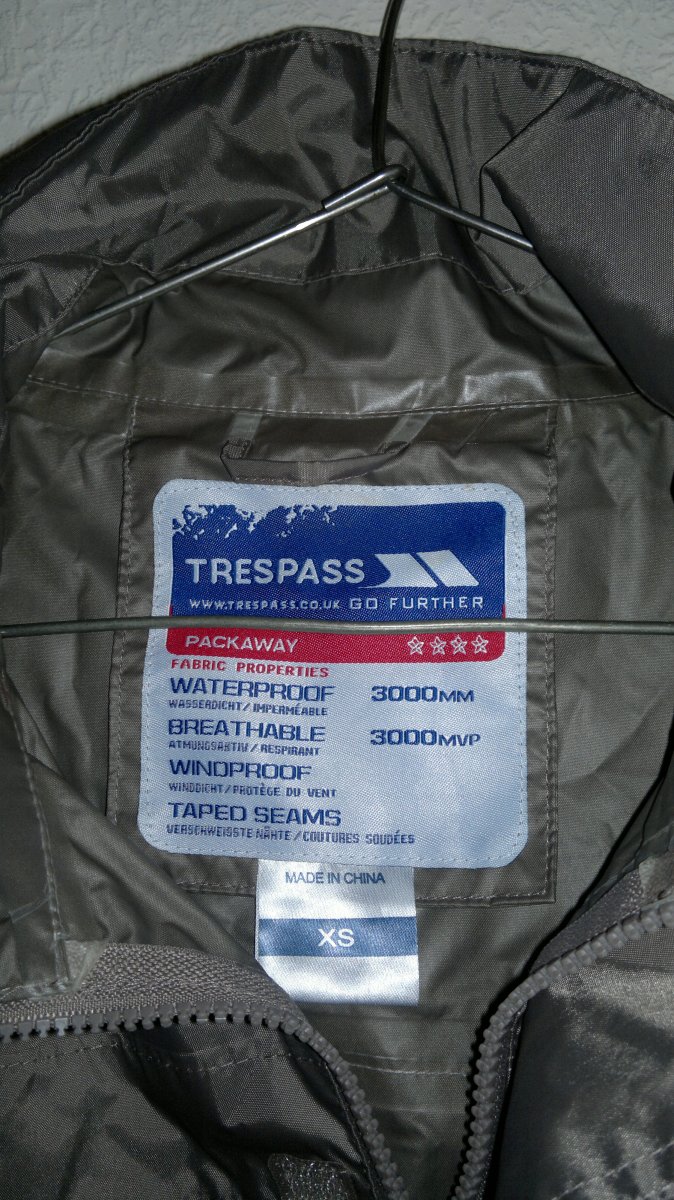 TRESPASS
WWW.TRESPASS.CO.UK GO FURTHER
PACKAWAY
FABRIC PROPERTIES
WATERPROOF 3000MM
WASSERDICHT/IMPERMÉABLE
BREATHABLE 3000MVP
ATMUNGSAKTIV/RESPIRANT
WINDPROOF
WINDDICHT/PROTÈGE DU VENT
TAPED SEAMS
VERSCHWEISSTE NÄHTE/COUTURES SOUDÉES
MADE IN CHINA
XS